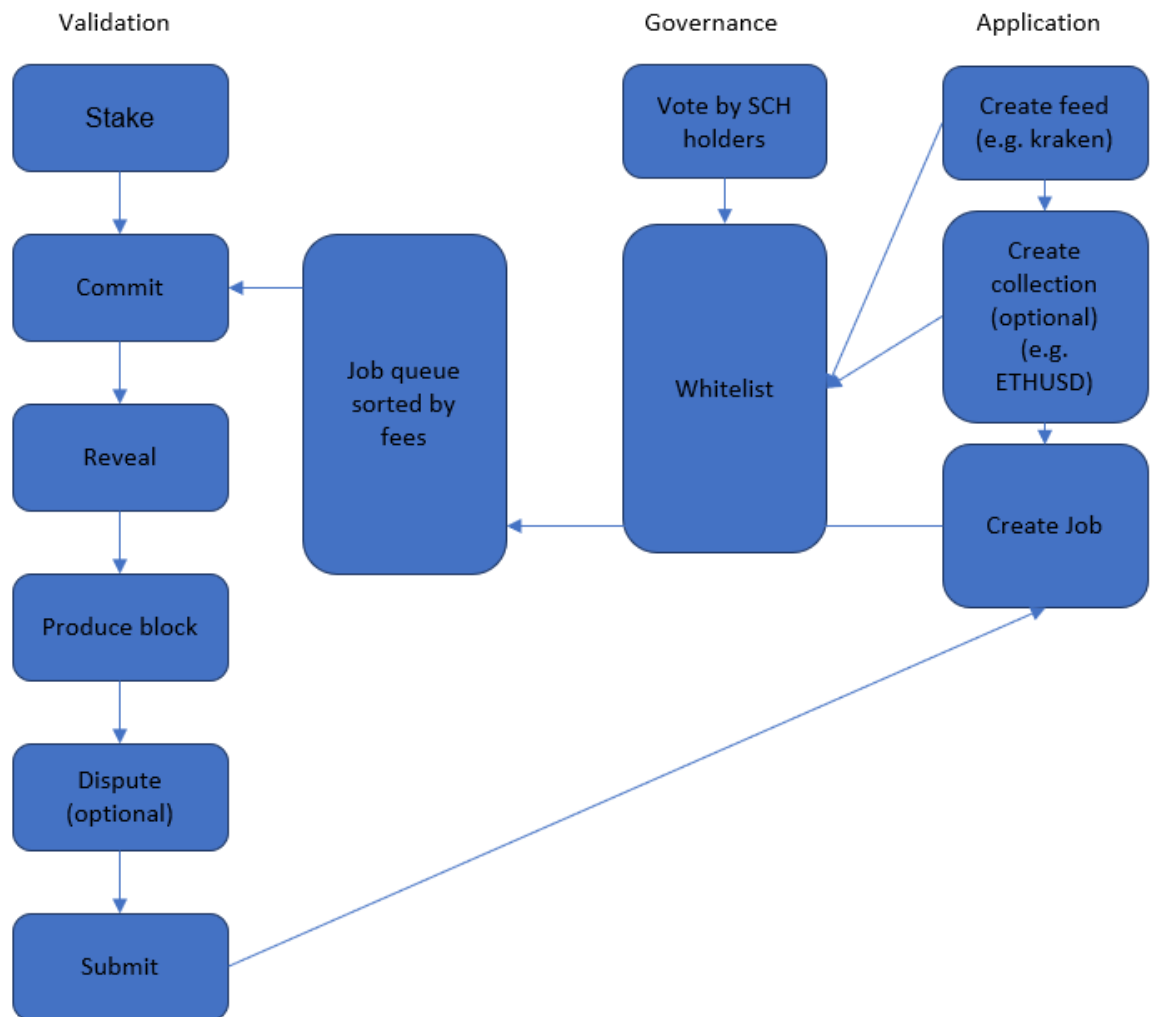 Validation
Governance
Application
Stake
Vote by SCH
holders
Create feed
(e.g. kraken)
Commit
Job queue
sorted by
fees
Whitelist
Create
collection
(optional)
(e.g.
ETHUSD)
Reveal
Create Job
Produce block
Dispute
(optional)
Submit